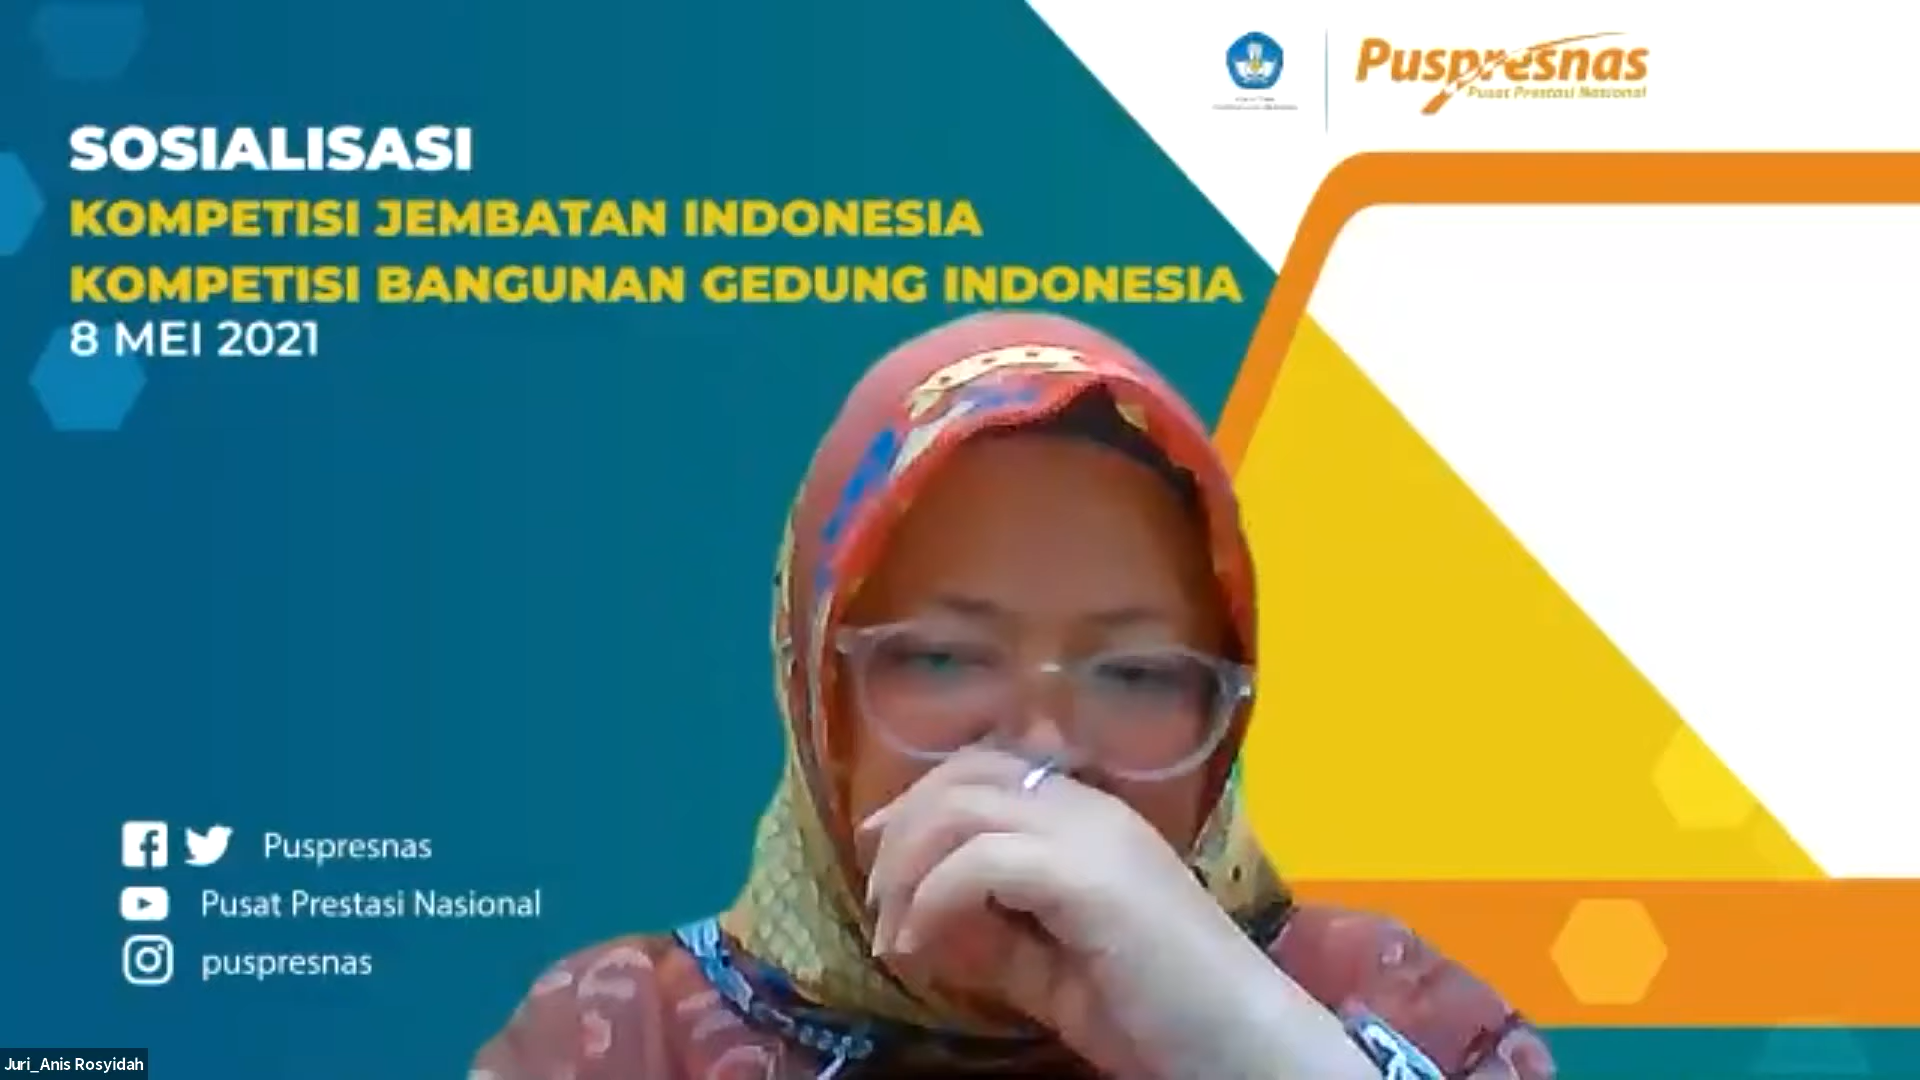 Puspresnas
Pusat Prestasi Nasional
SOSIALISASI
KOMPETISI JEMBATAN INDONESIA
KOMPETISI BANGUNAN GEDUNG INDONESIA
8 MEI 2021
Puspresnas
Pusat Prestasi Nasional
puspresnas
Juri_Anis Rosyidah